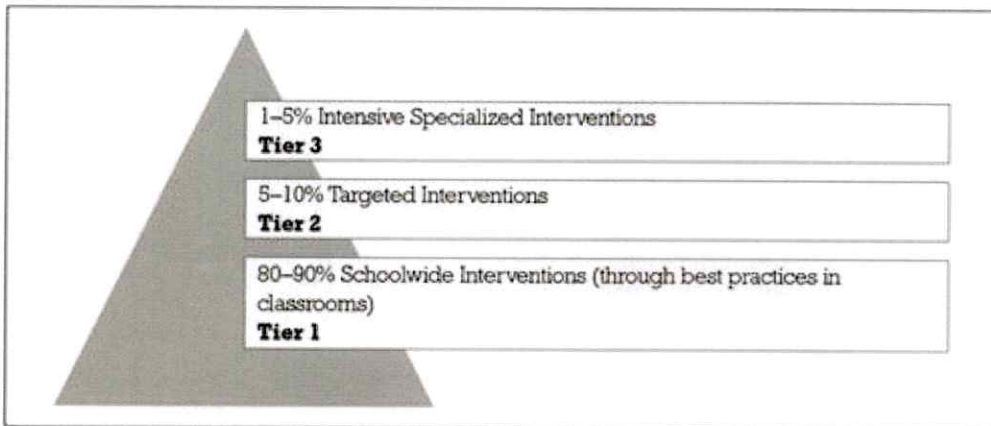 1–5% Intensive Specialized Interventions
Tier 3
5–10% Targeted Interventions
Tier 2
80–90% Schoolwide Interventions (through best practices in
classrooms)
Tier 1